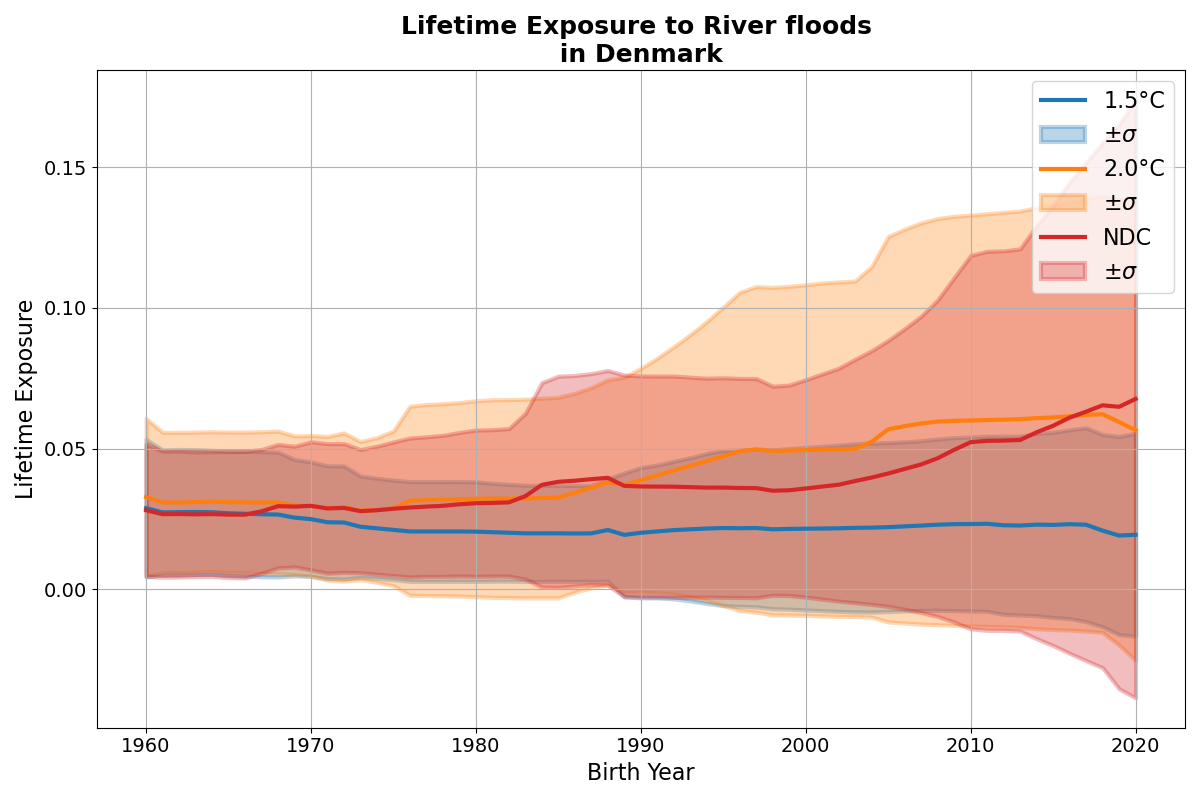 Lifetime Exposure to River floods
in Denmark
Lifetime Exposure
0.15
0.10
0.05
0.00
1960
1970
1980
1990
2000
2010
2020
Birth Year
1.5°C
±σ
2.0°C
±σ
NDC
±σ